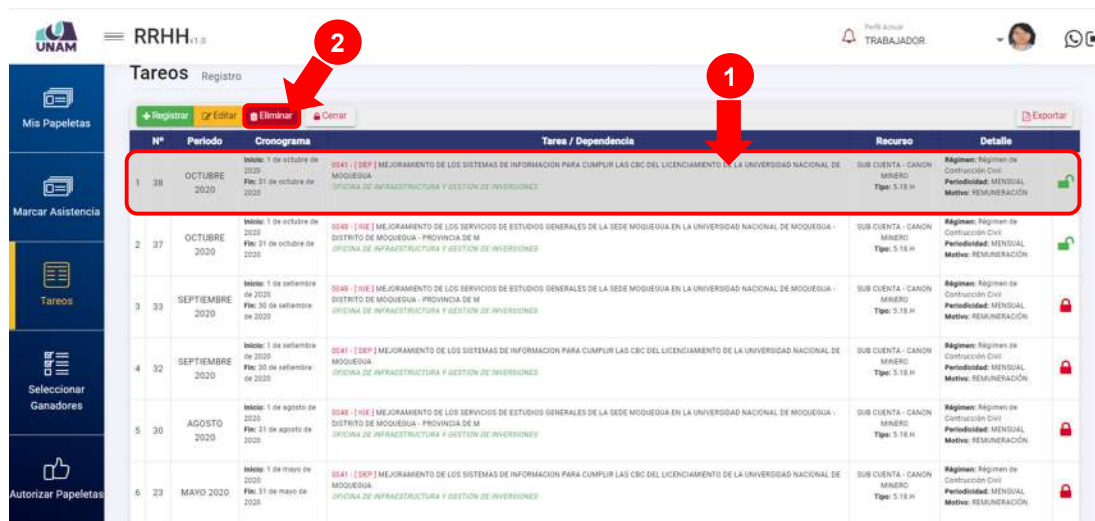 UNAM
RRHH v1.0
Perfil Actual
TRABAJADOR
2
1
Mis Papeletas
Marcar Asistencia
Tareos
Seleccionar
Ganadores
Autorizar Papeletas
Tareos Registro
Registrar Editar Eliminar Cerrar Exportar
Nº Periodo Cronograma Tarea / Dependencia Recurso Detalle
1 38 OCTUBRE 2020
Inicio: 1 de octubre de 2020
Fin: 31 de octubre de 2020
0041 - [ DEP ] MEJORAMIENTO DE LOS SISTEMAS DE INFORMACION PARA CUMPLIR LAS CBC DEL LICENCIAMIENTO DE LA UNIVERSIDAD NACIONAL DE MOQUEGUA
OFICINA DE INFRAESTRUCTURA Y GESTION DE INVERSIONES
SUB CUENTA - CANON MINERO
Tipo: 5.18.H
Régimen: Régimen de Contrucción Civil
Periodicidad: MENSUAL
Motivo: REMUNERACIÓN
2 37 OCTUBRE 2020
Inicio: 1 de octubre de 2020
Fin: 31 de octubre de 2020
MEJORAMIENTO DE LOS SERVICIOS DE ESTUDIOS GENERALES DE LA SEDE MOQUEGUA EN LA UNIVERSIDAD NACIONAL DE MOQUEGUA - DISTRITO DE MOQUEGUA - PROVINCIA DE M
OFICINA DE INFRAESTRUCTURA Y GESTION DE INVERSIONES
SUB CUENTA - CANON MINERO
Tipo: 5.18.H
Régimen: Régimen de Contrucción Civil
Periodicidad: MENSUAL
Motivo: REMUNERACIÓN
3 33 SEPTIEMBRE 2020
Inicio: 1 de setiembre de 2020
Fin: 30 de setiembre de 2020
MEJORAMIENTO DE LOS SERVICIOS DE ESTUDIOS GENERALES DE LA SEDE MOQUEGUA EN LA UNIVERSIDAD NACIONAL DE MOQUEGUA - DISTRITO DE MOQUEGUA - PROVINCIA DE M
OFICINA DE INFRAESTRUCTURA Y GESTION DE INVERSIONES
SUB CUENTA - CANON MINERO
Tipo: 5.18.H
Régimen: Régimen de Contrucción Civil
Periodicidad: MENSUAL
Motivo: REMUNERACIÓN
4 32 SEPTIEMBRE 2020
Inicio: 1 de setiembre de 2020
Fin: 30 de setiembre de 2020
0041 - [ DEP ] MEJORAMIENTO DE LOS SISTEMAS DE INFORMACION PARA CUMPLIR LAS CBC DEL LICENCIAMIENTO DE LA UNIVERSIDAD NACIONAL DE MOQUEGUA
OFICINA DE INFRAESTRUCTURA Y GESTION DE INVERSIONES
SUB CUENTA - CANON MINERO
Tipo: 5.18.H
Régimen: Régimen de Contrucción Civil
Periodicidad: MENSUAL
Motivo: REMUNERACIÓN
5 30 AGOSTO 2020
Inicio: 1 de agosto de 2020
Fin: 31 de agosto de 2020
MEJORAMIENTO DE LOS SERVICIOS DE ESTUDIOS GENERALES DE LA SEDE MOQUEGUA EN LA UNIVERSIDAD NACIONAL DE MOQUEGUA - DISTRITO DE MOQUEGUA - PROVINCIA DE M
OFICINA DE INFRAESTRUCTURA Y GESTION DE INVERSIONES
SUB CUENTA - CANON MINERO
Tipo: 5.18.H
Régimen: Régimen de Contrucción Civil
Periodicidad: MENSUAL
Motivo: REMUNERACIÓN
6 23 MAYO 2020
Inicio: 1 de mayo de 2020
Fin: 31 de mayo de 2020
0041 - [ DEP ] MEJORAMIENTO DE LOS SISTEMAS DE INFORMACION PARA CUMPLIR LAS CBC DEL LICENCIAMIENTO DE LA UNIVERSIDAD NACIONAL DE MOQUEGUA
OFICINA DE INFRAESTRUCTURA Y GESTION DE INVERSIONES
SUB CUENTA - CANON MINERO
Tipo: 5.18.H
Régimen: Régimen de Contrucción Civil
Periodicidad: MENSUAL
Motivo: REMUNERACIÓN